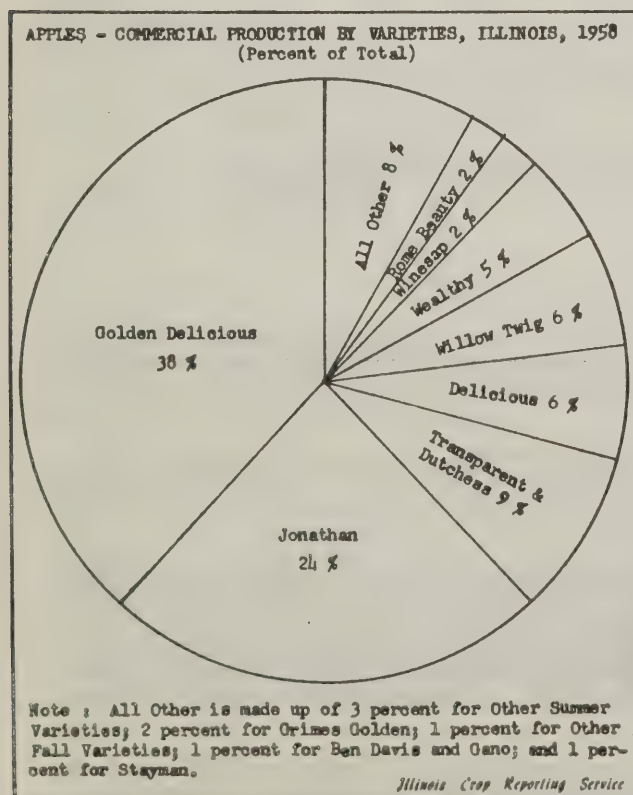 APPLES - COMMERCIAL PRODUCTION BY VARIETIES, ILLINOIS, 1958
(Percent of Total)
All Other 8 %
Rome Beauty 2 %
Winesap 2 %
Wealthy 5 %
Willow Twig 6 %
Delicious 6 %
Transparent &
Dutchess 9 %
Jonathan
24 %
Golden Delicious
38 %
Note : All Other is made up of 3 percent for Other Summer
Varieties; 2 percent for Grimes Golden; 1 percent for Other
Fall Varieties; 1 percent for Ben Davis and Gano; and 1 per-
cent for Stayman.
Illinois Crop Reporting Service